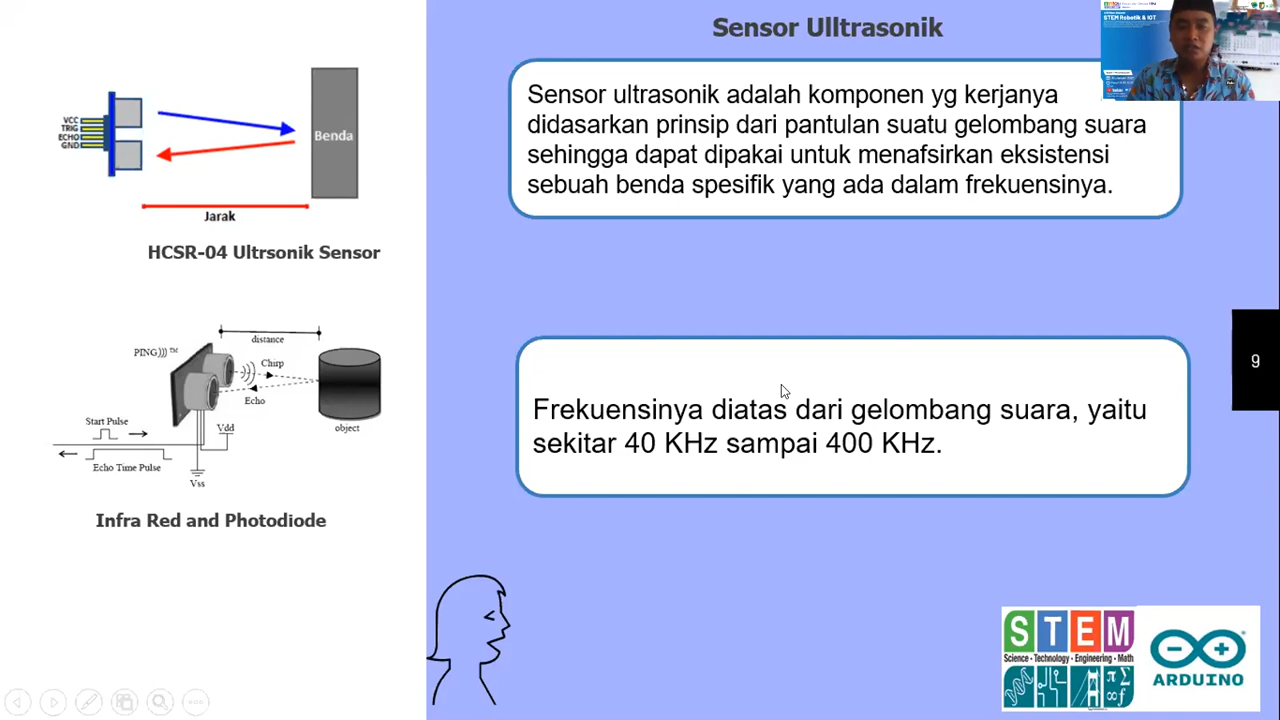 Sensor Ulltrasonik
STEM Robotik & IOT
Sensor ultrasonik adalah komponen yg kerjanya
didasarkan prinsip dari pantulan suatu gelombang suara
sehingga dapat dipakai untuk menafsirkan eksistensi
sebuah benda spesifik yang ada dalam frekuensinya.
VCC
TRIG
ECHO
GND
Benda
Jarak
HCSR-04 Ultrsonik Sensor
distance
PING))) ™
Chirp
Echo
object
Start Pulse
Vdd
Echo Time Pulse
Vss
Infra Red and Photodiode
Frekuensinya diatas dari gelombang suara, yaitu
sekitar 40 KHz sampai 400 KHz.
9
STEM
Science • Technology • Engineering • Math
ARDUINO